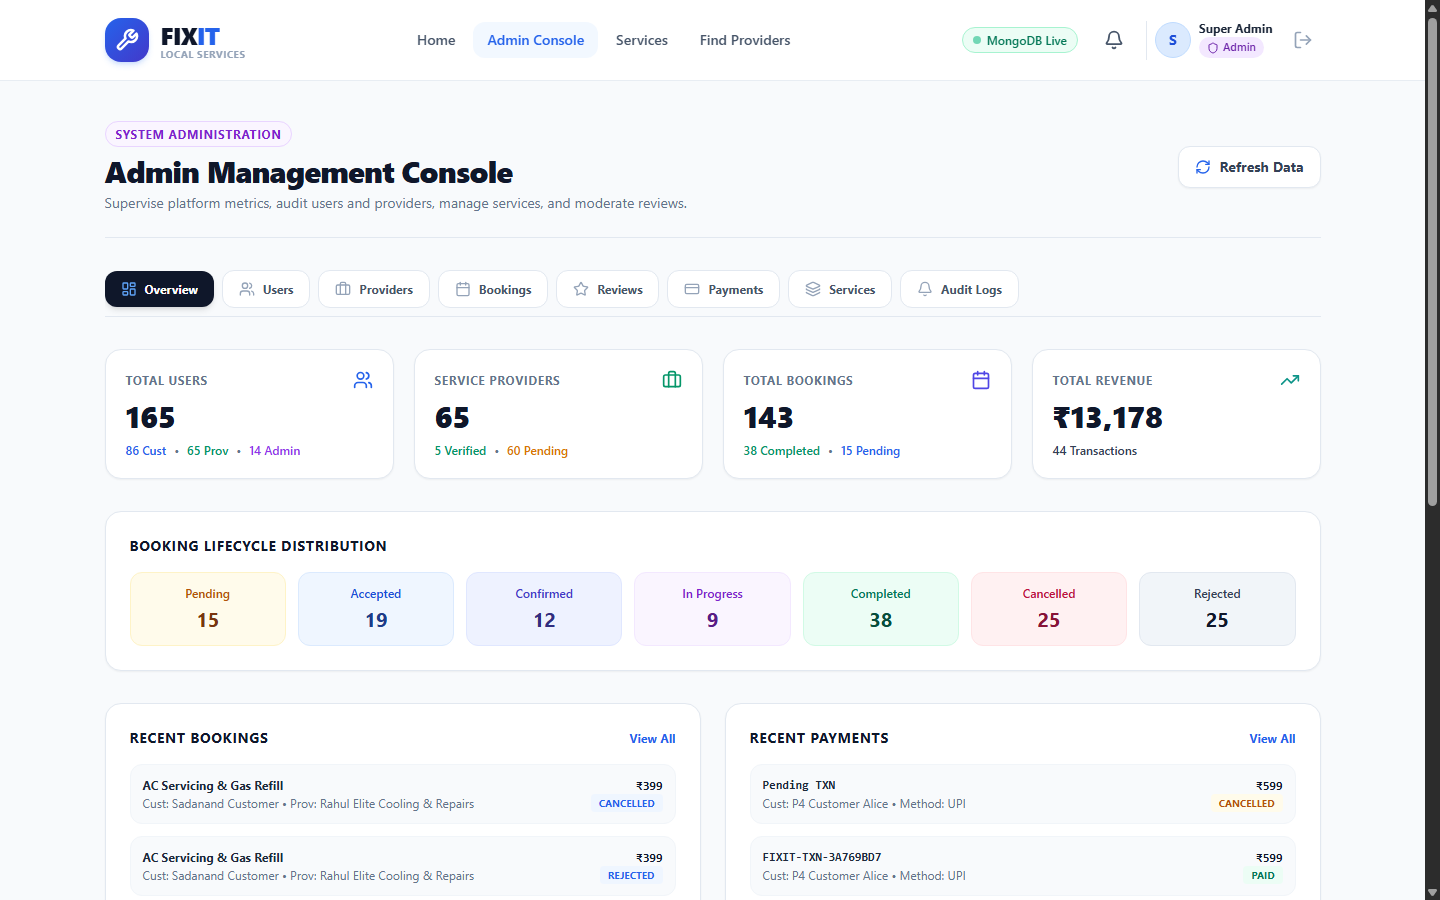 FIXIT
LOCAL SERVICES
Home
Admin Console
Services
Find Providers
MongoDB Live
S
Super Admin
Admin
SYSTEM ADMINISTRATION
Admin Management Console
Supervise platform metrics, audit users and providers, manage services, and moderate reviews.
Refresh Data
Overview
Users
Providers
Bookings
Reviews
Payments
Services
Audit Logs
TOTAL USERS
165
86 Cust • 65 Prov • 14 Admin
SERVICE PROVIDERS
65
5 Verified • 60 Pending
TOTAL BOOKINGS
143
38 Completed • 15 Pending
TOTAL REVENUE
₹13,178
44 Transactions
BOOKING LIFECYCLE DISTRIBUTION
Pending
15
Accepted
19
Confirmed
12
In Progress
9
Completed
38
Cancelled
25
Rejected
25
RECENT BOOKINGS
View All
AC Servicing & Gas Refill
₹399
Cust: Sadanand Customer • Prov: Rahul Elite Cooling & Repairs
CANCELLED
AC Servicing & Gas Refill
₹399
Cust: Sadanand Customer • Prov: Rahul Elite Cooling & Repairs
REJECTED
RECENT PAYMENTS
View All
Pending TXN
₹599
Cust: P4 Customer Alice • Method: UPI
CANCELLED
FIXIT-TXN-3A769BD7
₹599
Cust: P4 Customer Alice • Method: UPI
PAID